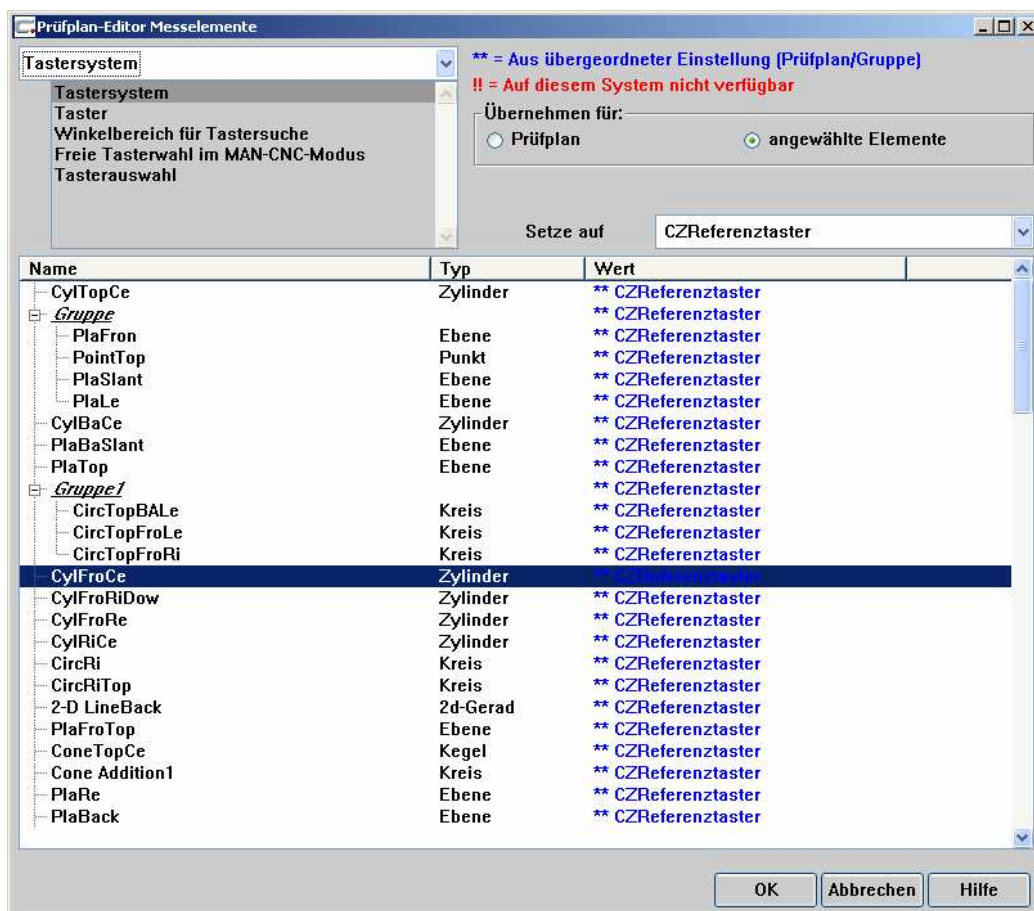 Prüfplan-Editor Messelemente
Tastersystem
** = Aus übergeordneter Einstellung (Prüfplan/Gruppe)
!! = Auf diesem System nicht verfügbar
Tastersystem
Taster
Winkelbereich für Tastersuche
Freie Tasterwahl im MAN-CNC-Modus
Tasterauswahl
Übernehmen für:
Prüfplan angewählte Elemente
Setze auf CZReferenztaster
Name Typ Wert
CylTopCe Zylinder ** CZReferenztaster
Gruppe ** CZReferenztaster
PlaFron Ebene ** CZReferenztaster
PointTop Punkt ** CZReferenztaster
PlaSlant Ebene ** CZReferenztaster
PlaLe Ebene ** CZReferenztaster
CylBaCe Zylinder ** CZReferenztaster
PlaBaSlant Ebene ** CZReferenztaster
PlaTop Ebene ** CZReferenztaster
Gruppe1 ** CZReferenztaster
CircTopBALe Kreis ** CZReferenztaster
CircTopFroLe Kreis ** CZReferenztaster
CircTopFroRi Kreis ** CZReferenztaster
CylFroCe Zylinder ** CZReferenztaster
CylFroRiDow Zylinder ** CZReferenztaster
CylFroRe Zylinder ** CZReferenztaster
CylRiCe Zylinder ** CZReferenztaster
CircRi Kreis ** CZReferenztaster
CircRiTop Kreis ** CZReferenztaster
2-D LineBack 2d-Gerad ** CZReferenztaster
PlaFroTop Ebene ** CZReferenztaster
ConeTopCe Kegel ** CZReferenztaster
Cone Addition1 Kreis ** CZReferenztaster
PlaRe Ebene ** CZReferenztaster
PlaBack Ebene ** CZReferenztaster
OK Abbrechen Hilfe